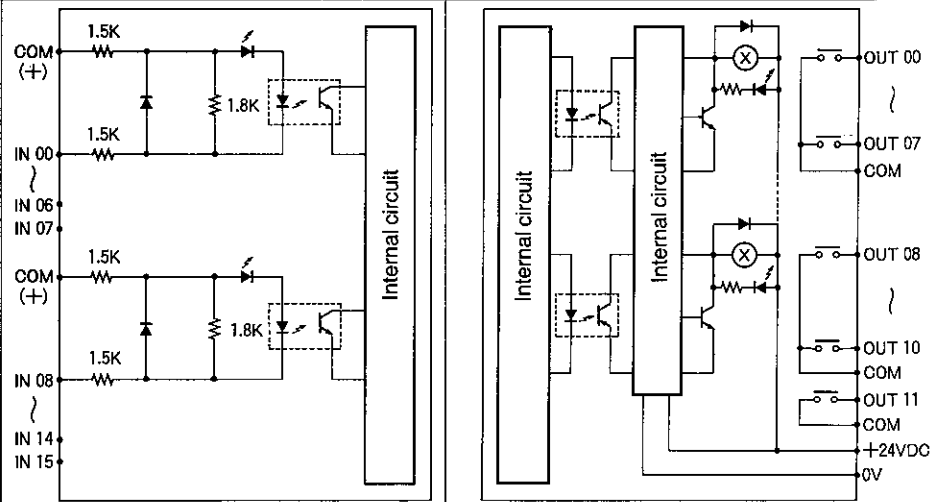 1.5K
COM
(+)
1.8K
1.5K
IN 00
IN 06
IN 07
1.5K
COM
(+)
1.8K
1.5K
IN 08
IN 14
IN 15
Internal circuit
Internal circuit
Internal circuit
X
OUT 00
OUT 07
COM
X
OUT 08
OUT 10
COM
OUT 11
COM
+24VDC
0V